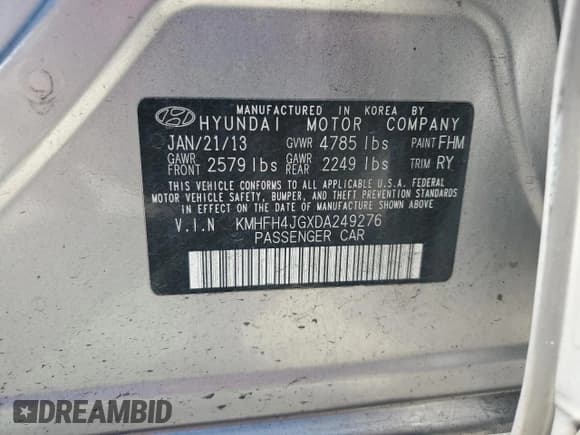 MANUFACTURED IN KOREA BY
HYUNDAI MOTOR COMPANY
JAN/21/13 GVWR 4785 lbs PAINT FHM
GAWR FRONT 2579 lbs GAWR REAR 2249 lbs TRIM RY
THIS VEHICLE CONFORMS TO ALL APPLICABLE U.S.A. FEDERAL
MOTOR VEHICLE SAFETY, BUMPER, AND THEFT PREVENTION STANDARDS
IN EFFECT ON THE DATE OF MANUFACTURE SHOWN ABOVE.
V.I.N KMHFH4JGXDA249276
PASSENGER CAR
DREAMBID